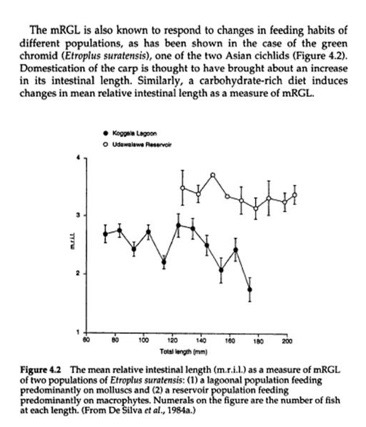 The mRGL is also known to respond to changes in feeding habits of
different populations, as has been shown in the case of the green
chromid (Etroplus suratensis), one of the two Asian cichlids (Figure 4.2).
Domestication of the carp is thought to have brought about an increase
in its intestinal length. Similarly, a carbohydrate-rich diet induces
changes in mean relative intestinal length as a measure of mRGL.
● Koggala Lagoon
○ Udawalawe Reservoir
4
3
2
1
m.r.i.l.
60 80 100 120 140 160 180 200
Total length (mm)
Figure 4.2 The mean relative intestinal length (m.r.i.l.) as a measure of mRGL
of two populations of Etroplus suratensis: (1) a lagoonal population feeding
predominantly on molluscs and (2) a reservoir population feeding
predominantly on macrophytes. Numerals on the figure are the number of fish
at each length. (From De Silva et al., 1984a.)